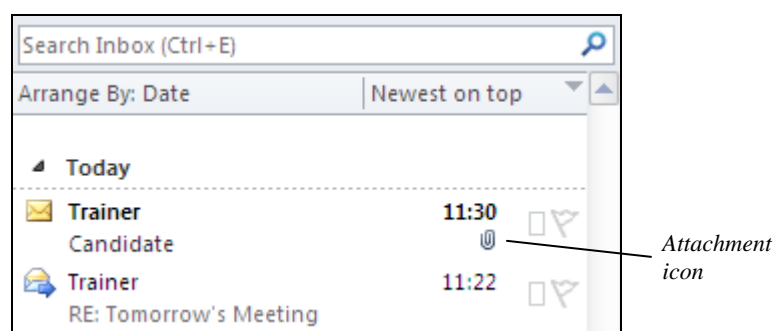 Search Inbox (Ctrl+E)
Arrange By: Date Newest on top
Today
Trainer 11:30
Candidate
Attachment
icon
Trainer 11:22
RE: Tomorrow's Meeting